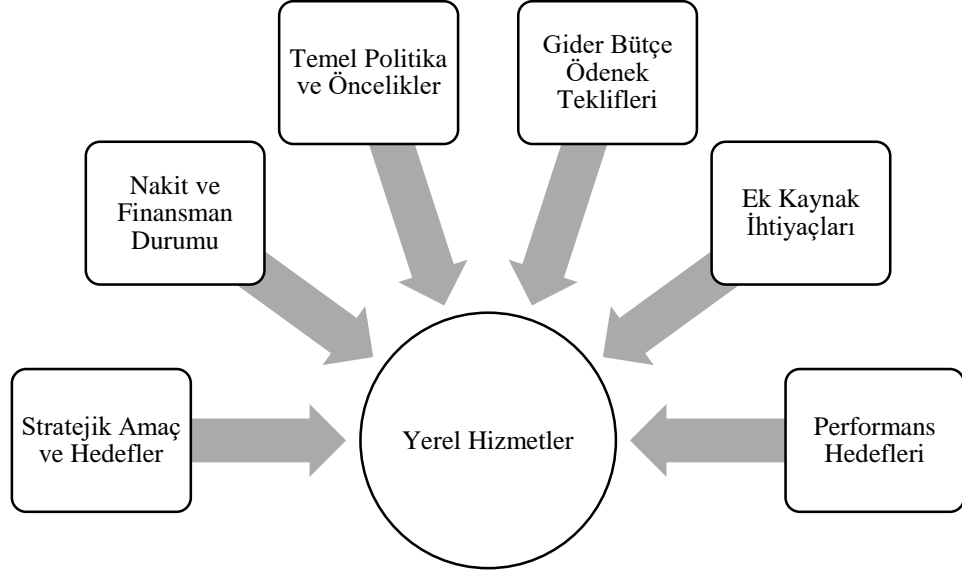 Temel Politika
ve Öncelikler
Gider Bütçe
Ödenek
Teklifleri
Nakit ve
Finansman
Durumu
Ek Kaynak
İhtiyaçları
Stratejik Amaç
ve Hedefler
Yerel Hizmetler
Performans
Hedefleri